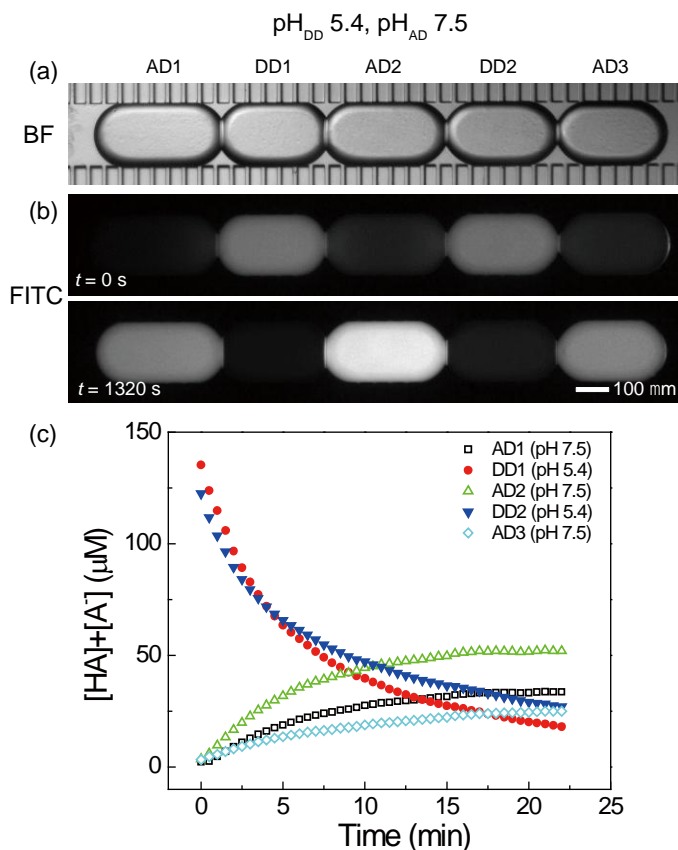 pH_DD 5.4, pH_AD 7.5
(a)
AD1 DD1 AD2 DD2 AD3
BF
(b)
t = 0 s
FITC
t = 1320 s
100 mm
(c)
[HA]+[A⁻] (μM)
150
100
50
0
AD1 (pH 7.5)
DD1 (pH 5.4)
AD2 (pH 7.5)
DD2 (pH 5.4)
AD3 (pH 7.5)
0 5 10 15 20 25
Time (min)